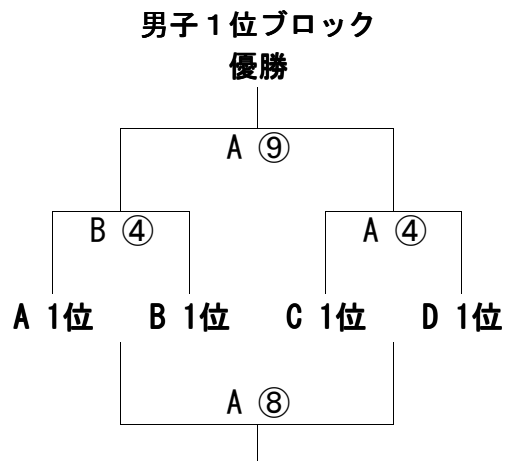 男子１位ブロック
優勝
A ⑨
B ④
A ④
A 1位
B 1位
C 1位
D 1位
A ⑧